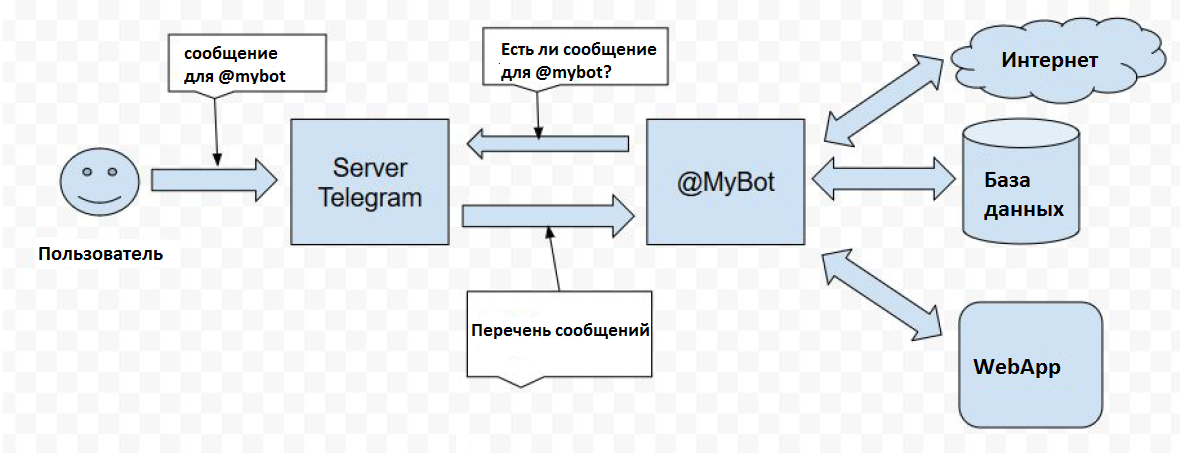 сообщение
для @mybot
Есть ли сообщение
для @mybot?
Интернет
Server
Telegram
@MyBot
База
данных
Пользователь
Перечень сообщений
WebApp